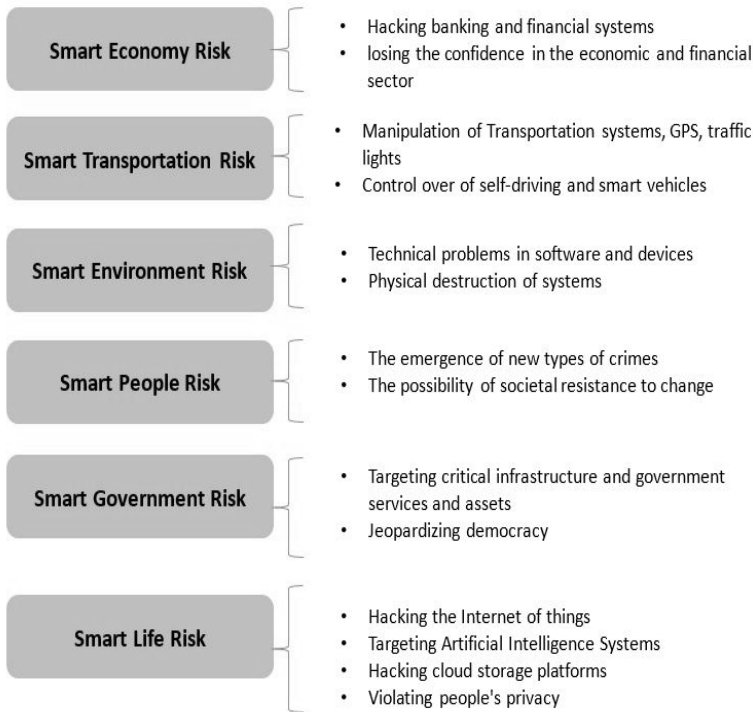 Smart Economy Risk
• Hacking banking and financial systems
• losing the confidence in the economic and financial
sector
Smart Transportation Risk
• Manipulation of Transportation systems, GPS, traffic
lights
• Control over of self-driving and smart vehicles
Smart Environment Risk
• Technical problems in software and devices
• Physical destruction of systems
Smart People Risk
• The emergence of new types of crimes
• The possibility of societal resistance to change
Smart Government Risk
• Targeting critical infrastructure and government
services and assets
• Jeopardizing democracy
Smart Life Risk
• Hacking the Internet of things
• Targeting Artificial Intelligence Systems
• Hacking cloud storage platforms
• Violating people's privacy